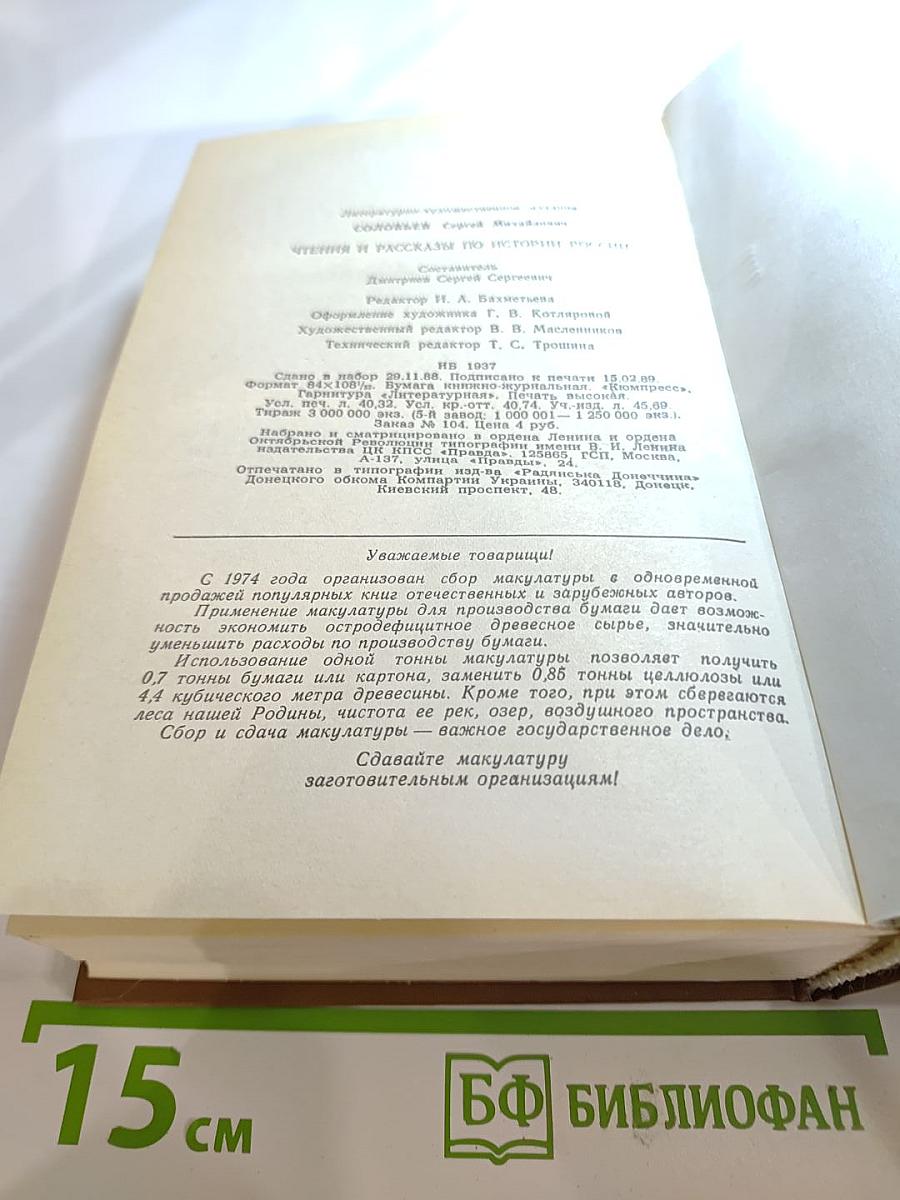 Литературно-художественное издание
СОЛОВЬЕВ Сергей Михайлович
ЧТЕНИЯ И РАССКАЗЫ ПО ИСТОРИИ РОССИИ
Составитель
Дмитриев Сергей Сергеевич
Редактор И. А. Бахметьева
Оформление художника Г. В. Котляровой
Художественный редактор В. В. Масленников
Технический редактор Т. С. Трошина
ИВ 1937
Сдано в набор 29.11.88. Подписано к печати 15.02.89.
Формат 84×108¹/₃₂. Бумага книжно-журнальная. «Кюмпресс».
Гарнитура «Литературная». Печать высокая.
Усл. печ. л. 40,32. Усл. кр.-отт. 40,74. Уч.-изд. л. 45,69.
Тираж 3 000 000 экз. (5-й завод: 1 000 001— 1 250 000 экз.).
Заказ № 104. Цена 4 руб.
Набрано и сматрицировано в ордена Ленина и ордена
Октябрьской Революции типографии имени В. И. Ленина
издательства ЦК КПСС «Правда». 125865, ГСП, Москва,
А-137, улица «Правды», 24.
Отпечатано в типографии изд-ва «Радянська Донеччина»
Донецкого обкома Компартии Украины, 340118, Донецк,
Киевский проспект, 48.
Уважаемые товарищи!
С 1974 года организован сбор макулатуры с одновременной
продажей популярных книг отечественных и зарубежных авторов.
Применение макулатуры для производства бумаги дает возмож-
ность экономить остродефицитное древесное сырье, значительно
уменьшить расходы по производству бумаги.
Использование одной тонны макулатуры позволяет получить
0,7 тонны бумаги или картона, заменить 0,85 тонны целлюлозы или
4,4 кубического метра древесины. Кроме того, при этом сберегаются
леса нашей Родины, чистота ее рек, озер, воздушного пространства.
Сбор и сдача макулатуры — важное государственное дело.
Сдавайте макулатуру
заготовительным организациям!
15 см
БФ БИБЛИОФАН